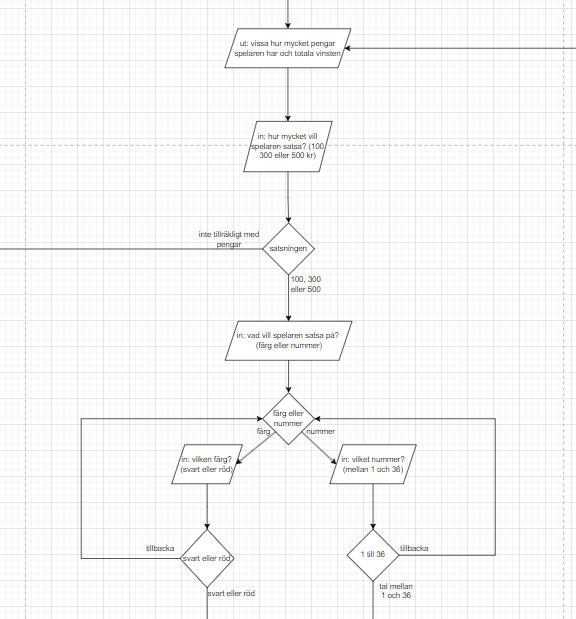 ut: vissa hur mycket pengar
spelaren har och totala vinsten
in: hur mycket vill
spelaren satsa? (100,
300 eller 500 kr)
inte tillräkligt med
pengar
satsningen
100, 300
eller 500
in: vad vill spelaren satsa på?
(färg eller nummer)
färg eller
nummer
färg
nummer
in: vilken färg?
(svart eller röd)
in: vilket nummer?
(mellan 1 och 36)
tillbacka
svart eller röd
1 till 36
tillbacka
svart eller röd
tal mellan
1 och 36